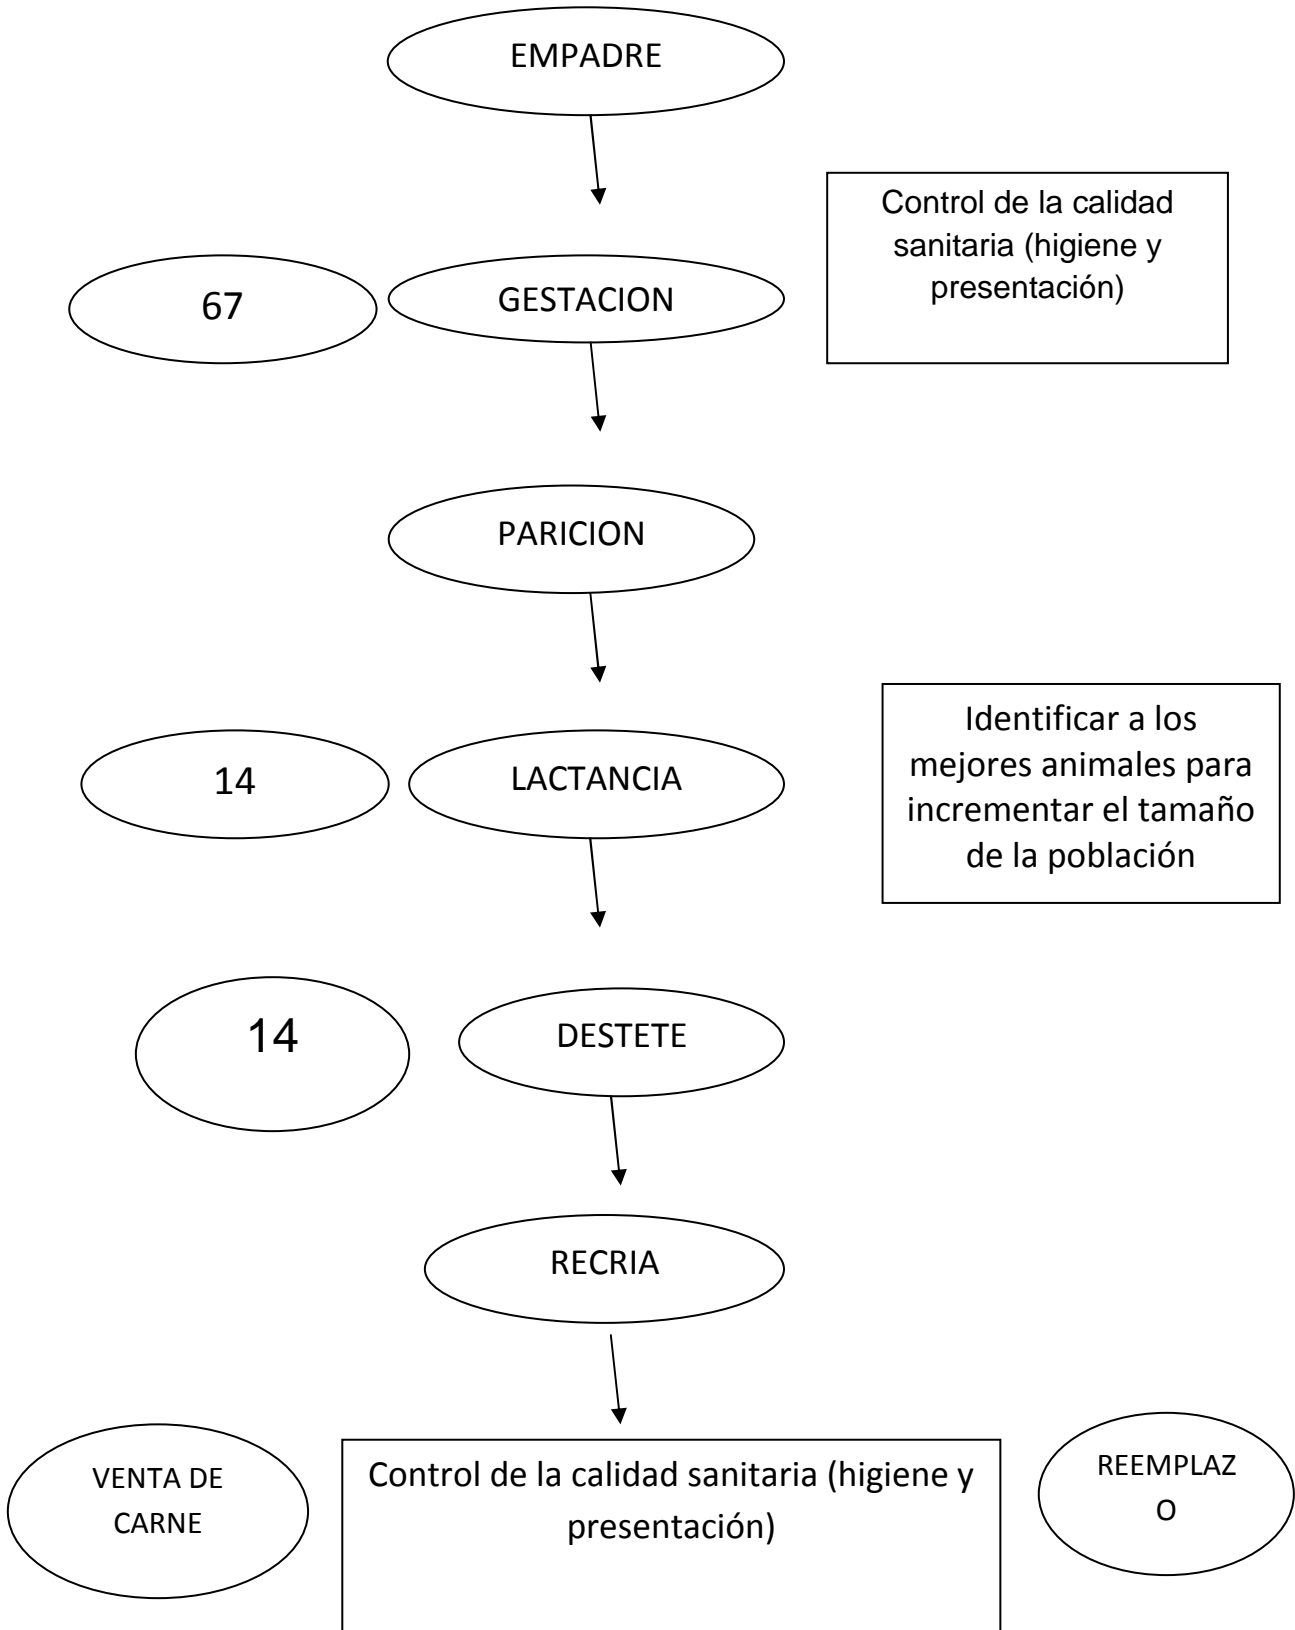 EMPADRE
Control de la calidad
sanitaria (higiene y
presentación)
67
GESTACION
PARICION
Identificar a los
mejores animales para
incrementar el tamaño
de la población
14
LACTANCIA
14
DESTETE
RECRIA
VENTA DE
CARNE
Control de la calidad sanitaria (higiene y
presentación)
REEMPLAZ
O